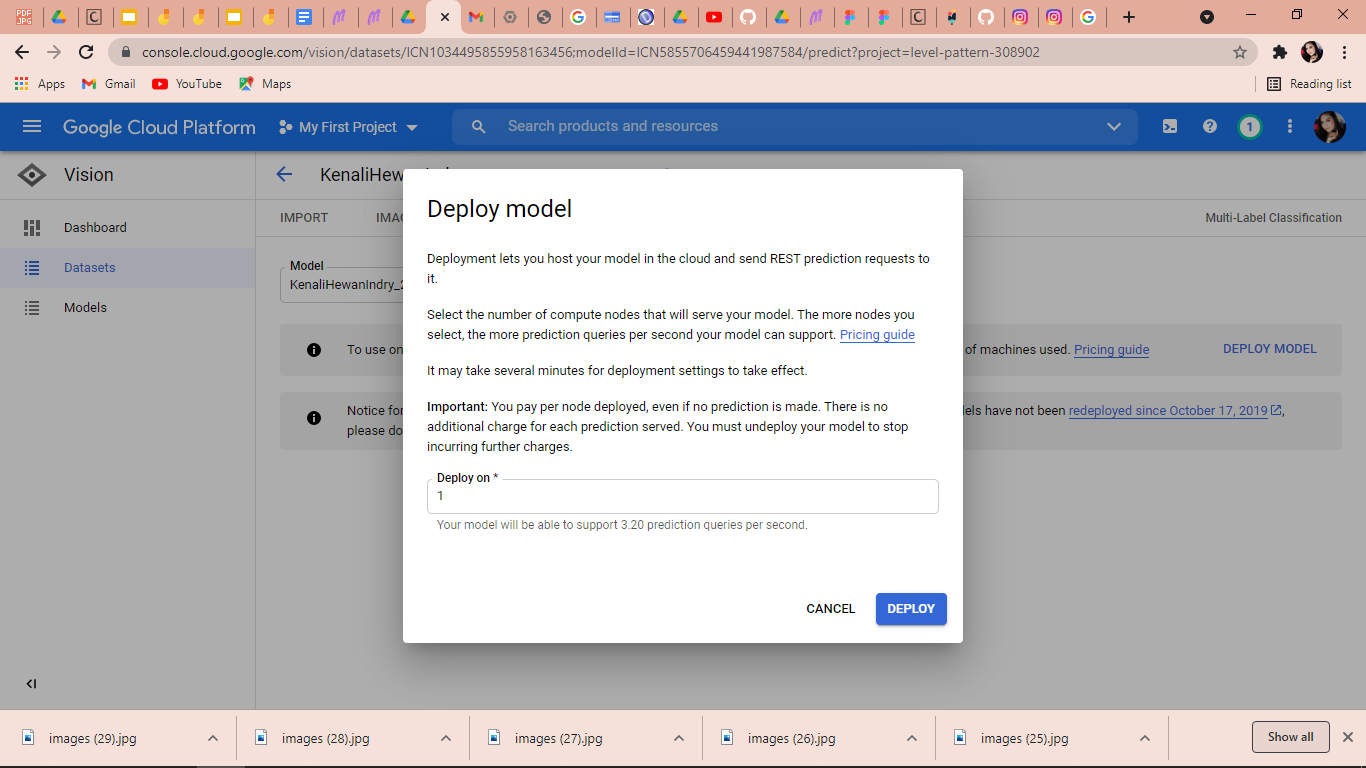 console.cloud.google.com/vision/datasets/ICN1034495855958163456;modelId=ICN5855706459441987584/predict?project=level-pattern-308902
Apps Gmail YouTube Maps Reading list
Google Cloud Platform My First Project Search products and resources 1
Vision
Dashboard
Datasets
Models
IMPORT
Multi-Label Classification
Model
To use
of machines used. Pricing guide DEPLOY MODEL
Notice for
have not been redeployed since October 17, 2019,
please do
Deploy model
Deployment lets you host your model in the cloud and send REST prediction requests to
it.
Select the number of compute nodes that will serve your model. The more nodes you
select, the more prediction queries per second your model can support. Pricing guide
It may take several minutes for deployment settings to take effect.
Important: You pay per node deployed, even if no prediction is made. There is no
additional charge for each prediction served. You must undeploy your model to stop
incurring further charges.
Deploy on *
1
Your model will be able to support 3.20 prediction queries per second.
CANCEL DEPLOY
images (29).jpg images (28).jpg images (27).jpg images (26).jpg images (25).jpg Show all